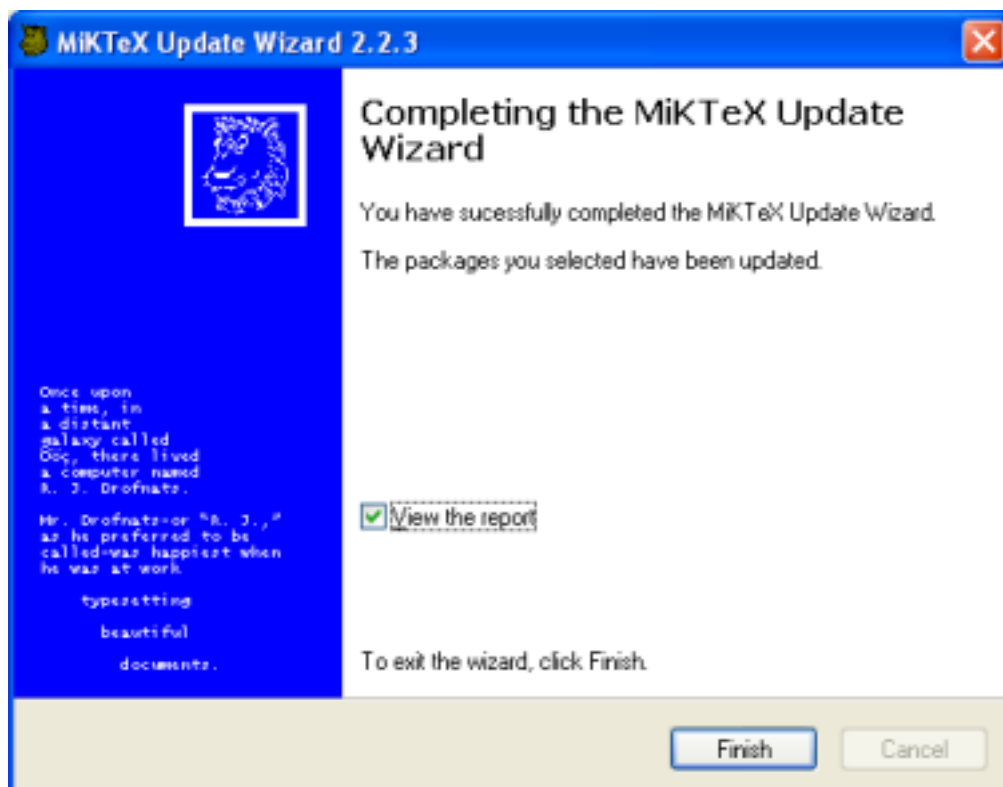 MiKTeX Update Wizard 2.2.3
Completing the MiKTeX Update
Wizard
You have sucessfully completed the MiKTeX Update Wizard.
The packages you selected have been updated.
Once upon
a time, in
a distant
galaxy called
Ööç, there lived
a computer named
R. J. Drofnats.
Mr. Drofnats-or "R. J.,"
as he preferred to be
called-was happiest when
he was at work
typesetting
beautiful
documents.
View the report
To exit the wizard, click Finish.
Finish
Cancel